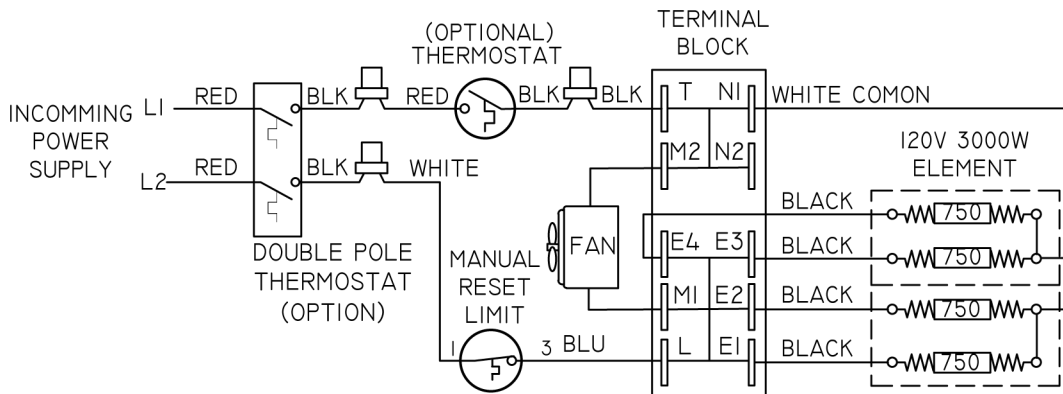 (OPTIONAL)
THERMOSTAT
TERMINAL
BLOCK
INCOMMING
POWER
SUPPLY
L1
RED
BLK
RED
BLK
BLK
T
N1
WHITE COMON
L2
RED
BLK
WHITE
M2
N2
120V 3000W
ELEMENT
DOUBLE POLE
THERMOSTAT
(OPTION)
MANUAL
RESET
LIMIT
FAN
BLACK
750
E4
E3
BLACK
750
M1
E2
BLACK
750
1
3
BLU
L
E1
BLACK
750